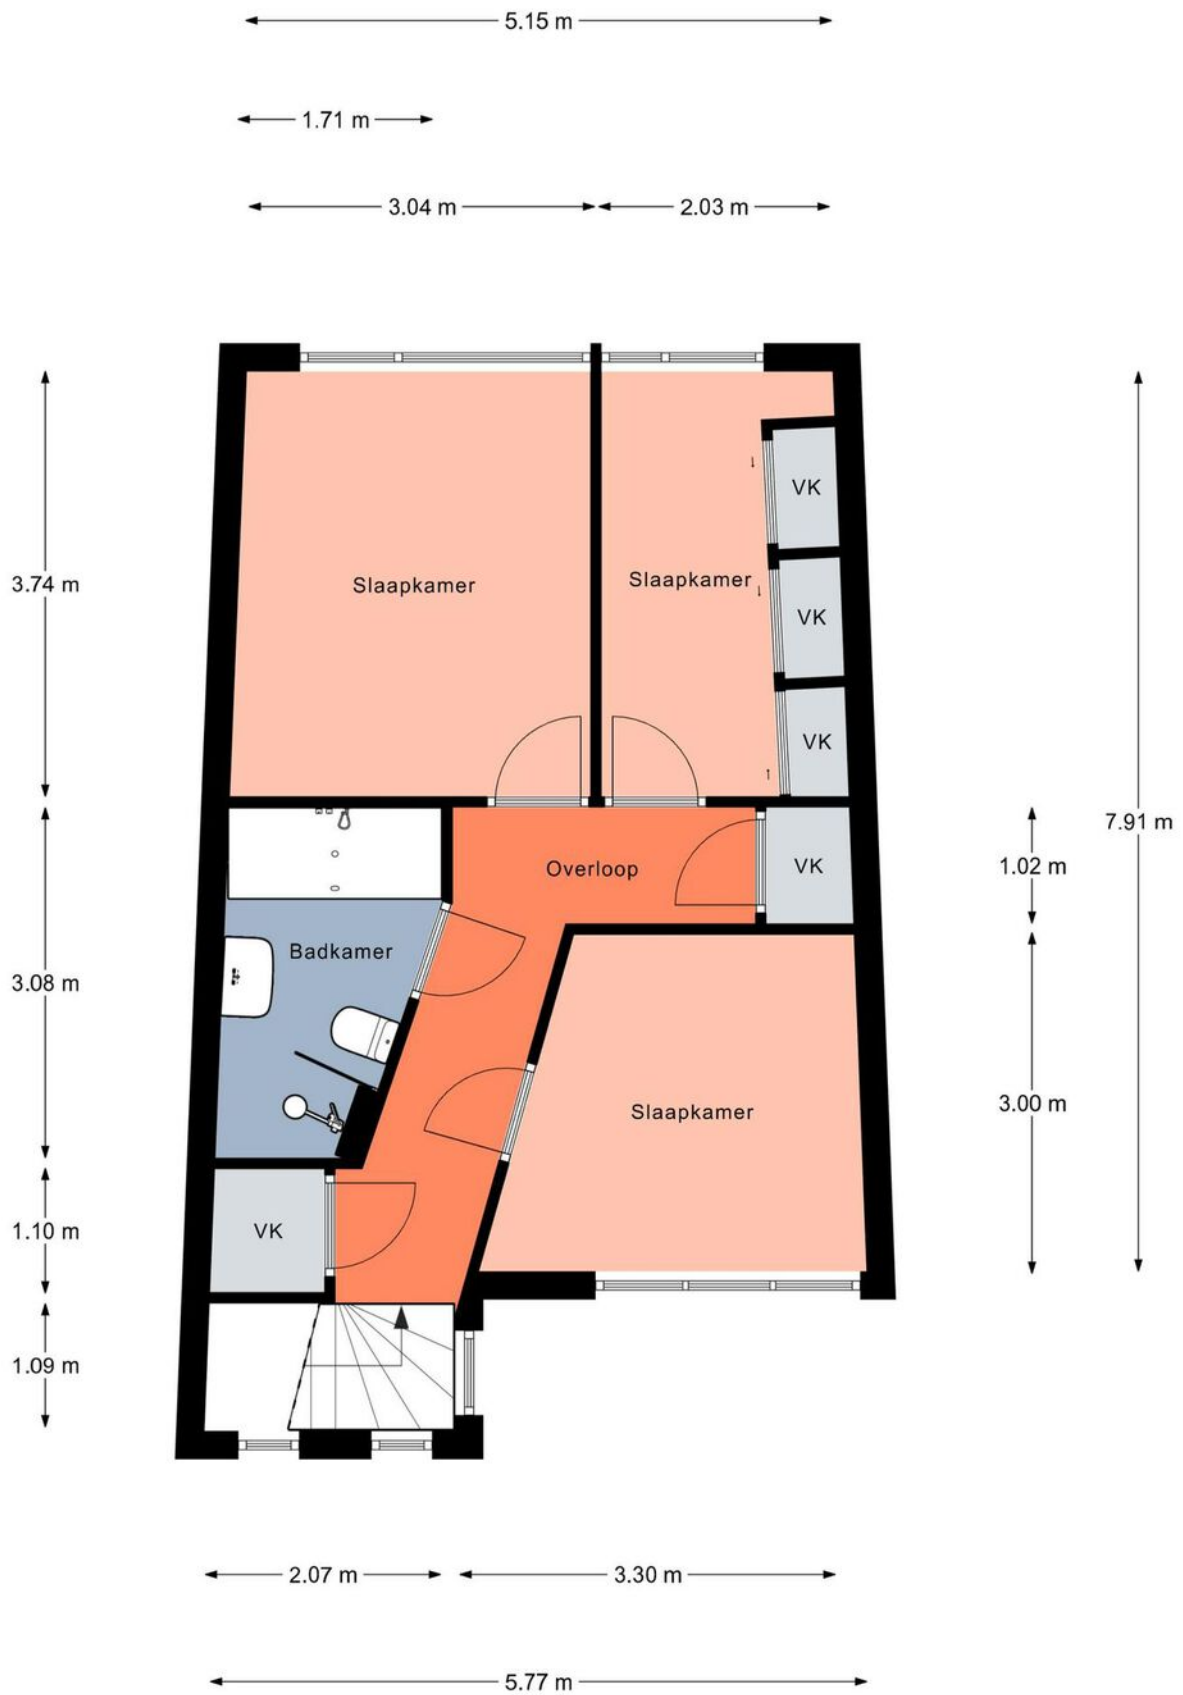 5.15 m
1.71 m
3.04 m
2.03 m
VK
3.74 m
Slaapkamer
Slaapkamer
VK
VK
7.91 m
Overloop
VK
1.02 m
Badkamer
3.08 m
Slaapkamer
3.00 m
VK
1.10 m
1.09 m
2.07 m
3.30 m
5.77 m